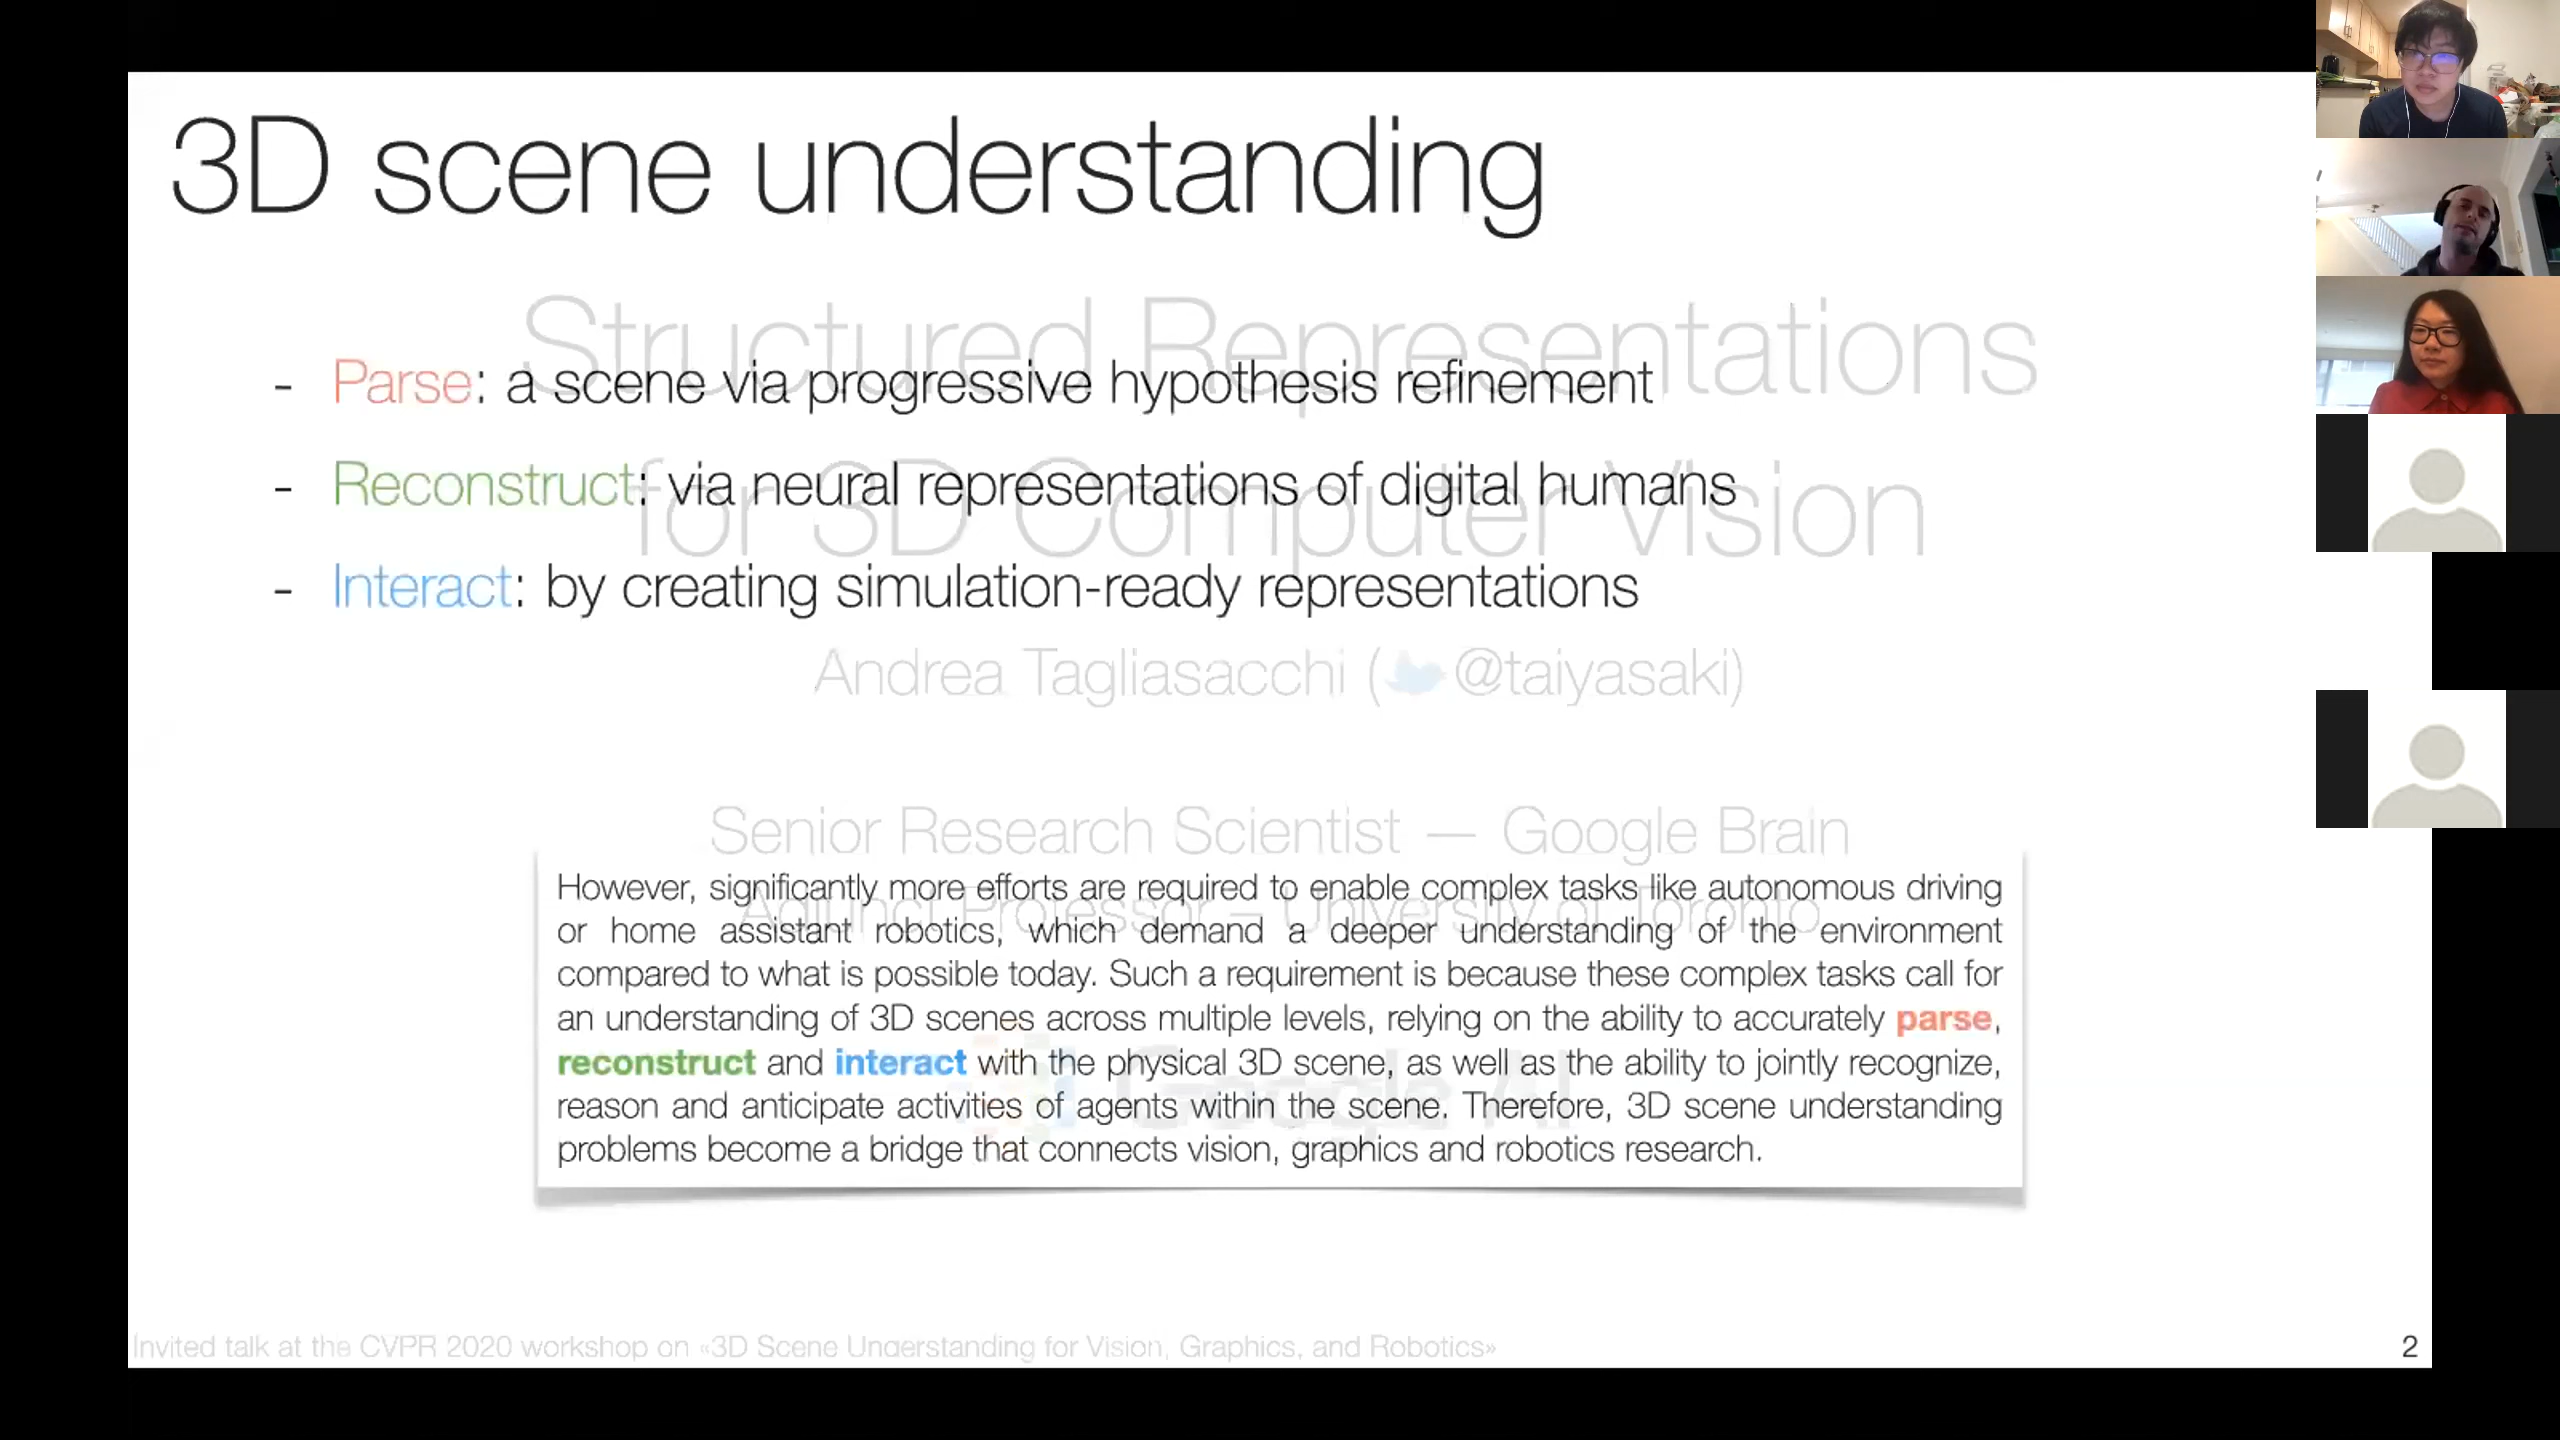 3D scene understanding
Structured Representations
- Parse: a scene via progressive hypothesis refinement
- Reconstruct: via neural representations of digital humans
for 3D Computer Vision
- Interact: by creating simulation-ready representations
Andrea Tagliasacchi (@taiyasaki)
Senior Research Scientist — Google Brain
However, significantly more efforts are required to enable complex tasks like autonomous driving
Adjunct Professor – University of Toronto
or home assistant robotics, which demand a deeper understanding of the environment
compared to what is possible today. Such a requirement is because these complex tasks call for
an understanding of 3D scenes across multiple levels, relying on the ability to accurately parse,
reconstruct and interact with the physical 3D scene, as well as the ability to jointly recognize,
Google AI
reason and anticipate activities of agents within the scene. Therefore, 3D scene understanding
problems become a bridge that connects vision, graphics and robotics research.
Invited talk at the CVPR 2020 workshop on «3D Scene Understanding for Vision, Graphics, and Robotics»
2